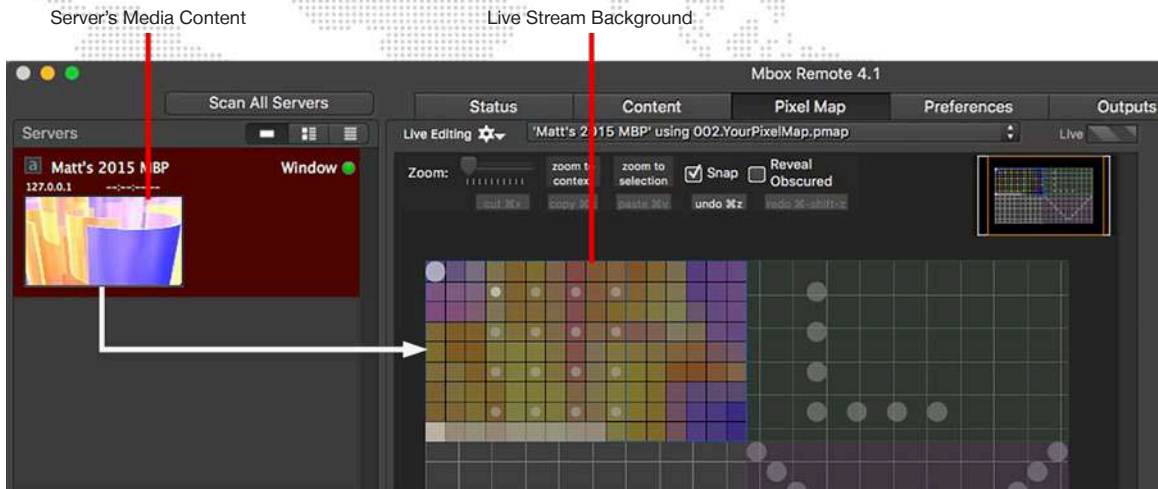 Server's Media Content
Live Stream Background
Mbox Remote 4.1
Scan All Servers
Status
Content
Pixel Map
Preferences
Outputs
Servers
Live Editing
'Matt's 2015 MBP' using 002.YourPixelMap.pmap
Live
a Matt's 2015 MBP
Window
127.0.0.1
--:--:----
Zoom:
zoom to context
zoom to selection
Snap
Reveal Obscured
cut ⌘x
copy ⌘c
paste ⌘v
undo ⌘z
redo ⌘-shift-z